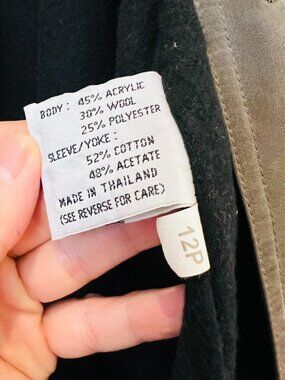 BODY: 45% ACRYLIC
30% WOOL
25% POLYESTER
SLEEVE/YOKE:
52% COTTON
48% ACETATE
MADE IN THAILAND
(SEE REVERSE FOR CARE)
12P